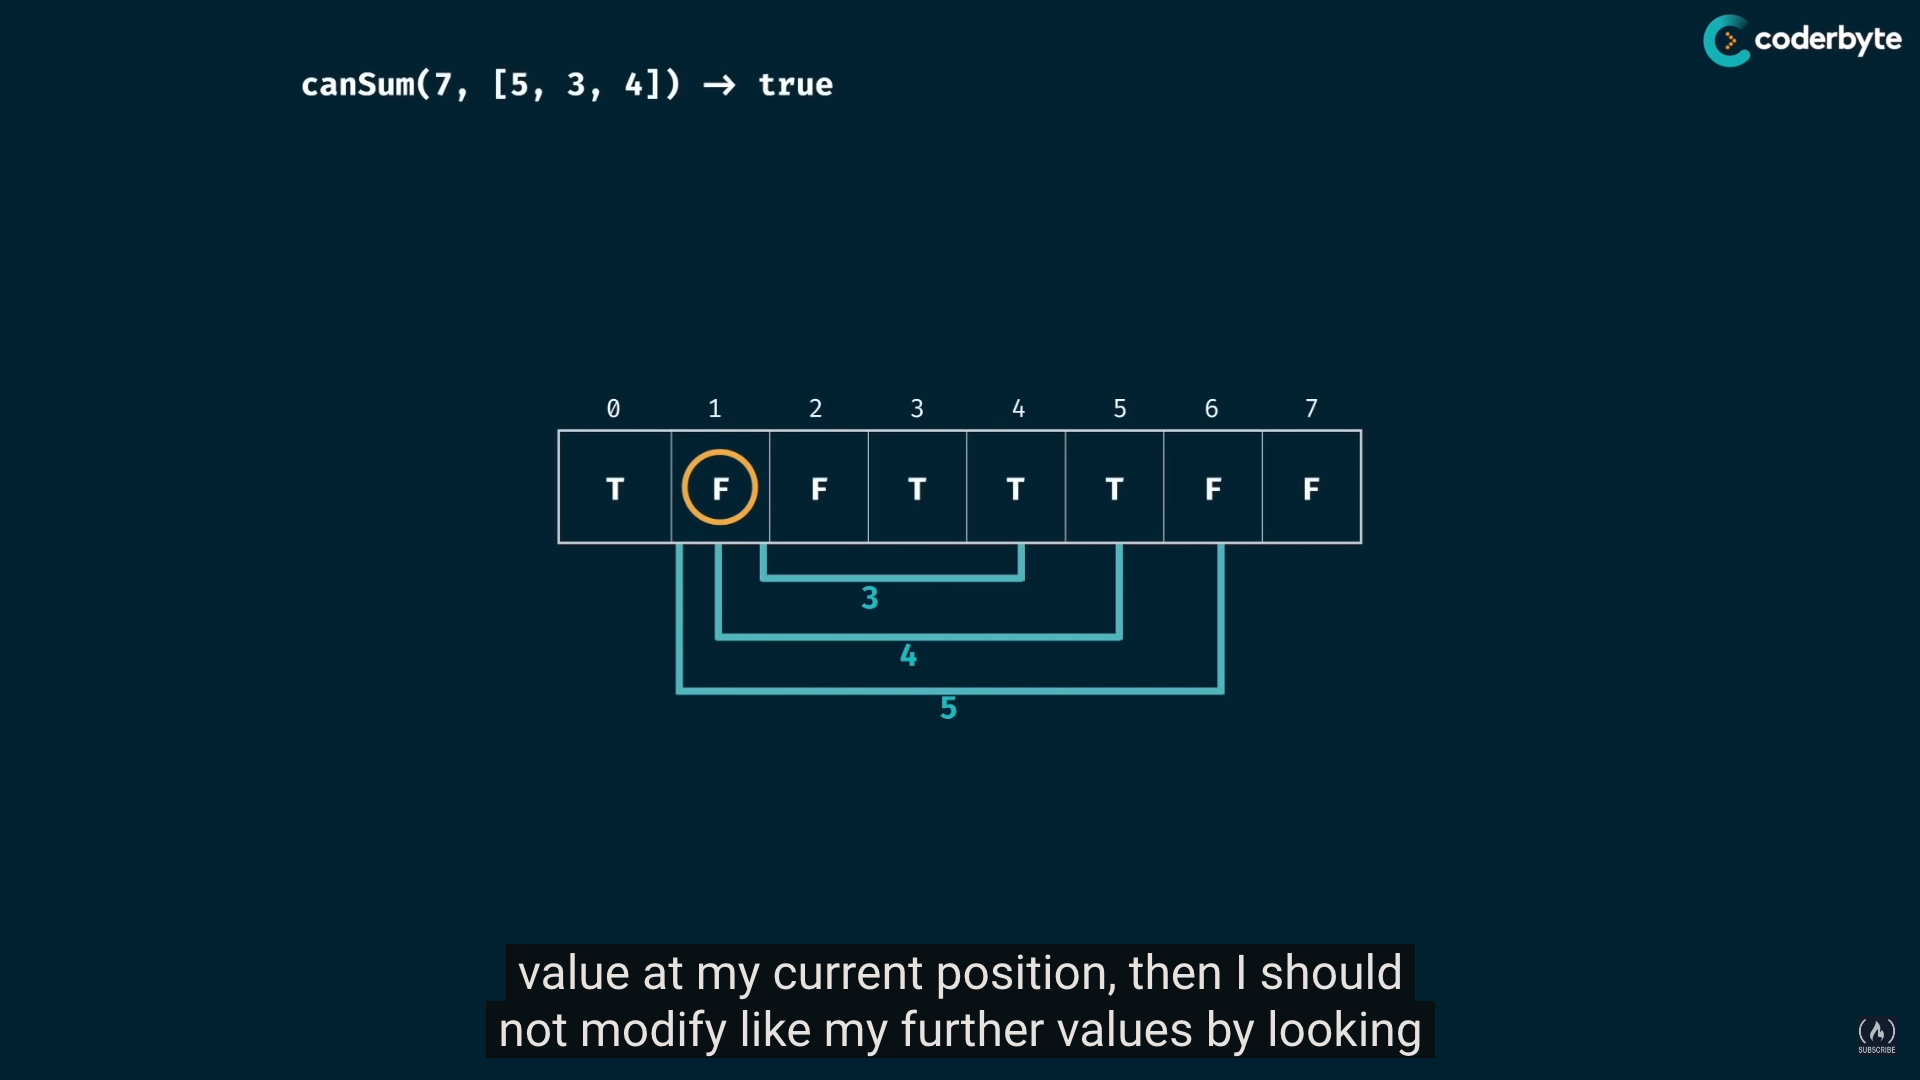 coderbyte
canSum(7, [5, 3, 4]) → true
0 1 2 3 4 5 6 7
T F F T T T F F
3
4
5
value at my current position, then I should
not modify like my further values by looking
SUBSCRIBE